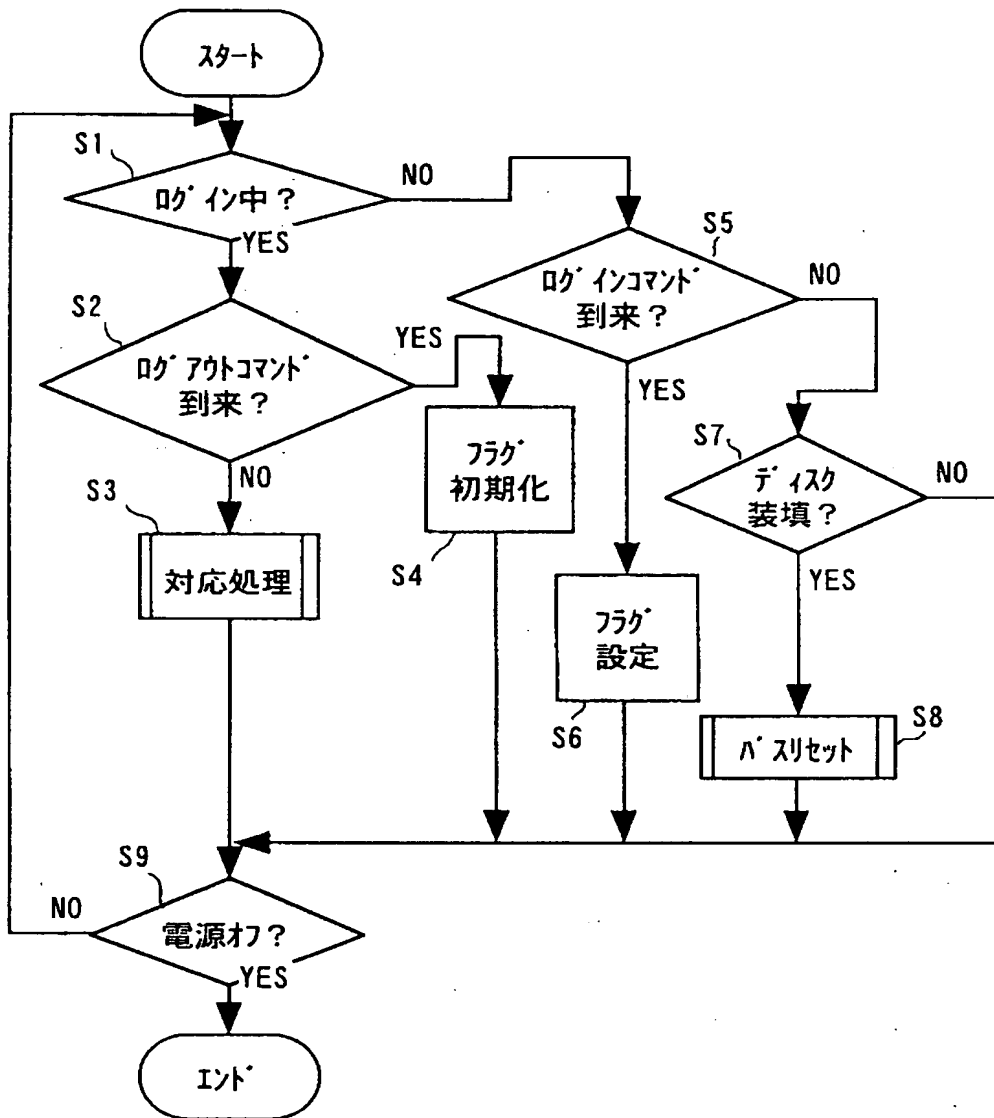 スタート
S1
ログイン中?
NO
YES
S5
ログインコマンド
到来?
NO
YES
S2
ログアウトコマンド
到来?
YES
NO
フラグ
初期化
S4
S7
ディスク
装填?
NO
YES
S3
対応処理
フラグ
設定
S6
バスリセット
S8
S9
電源オフ?
NO
YES
エンド